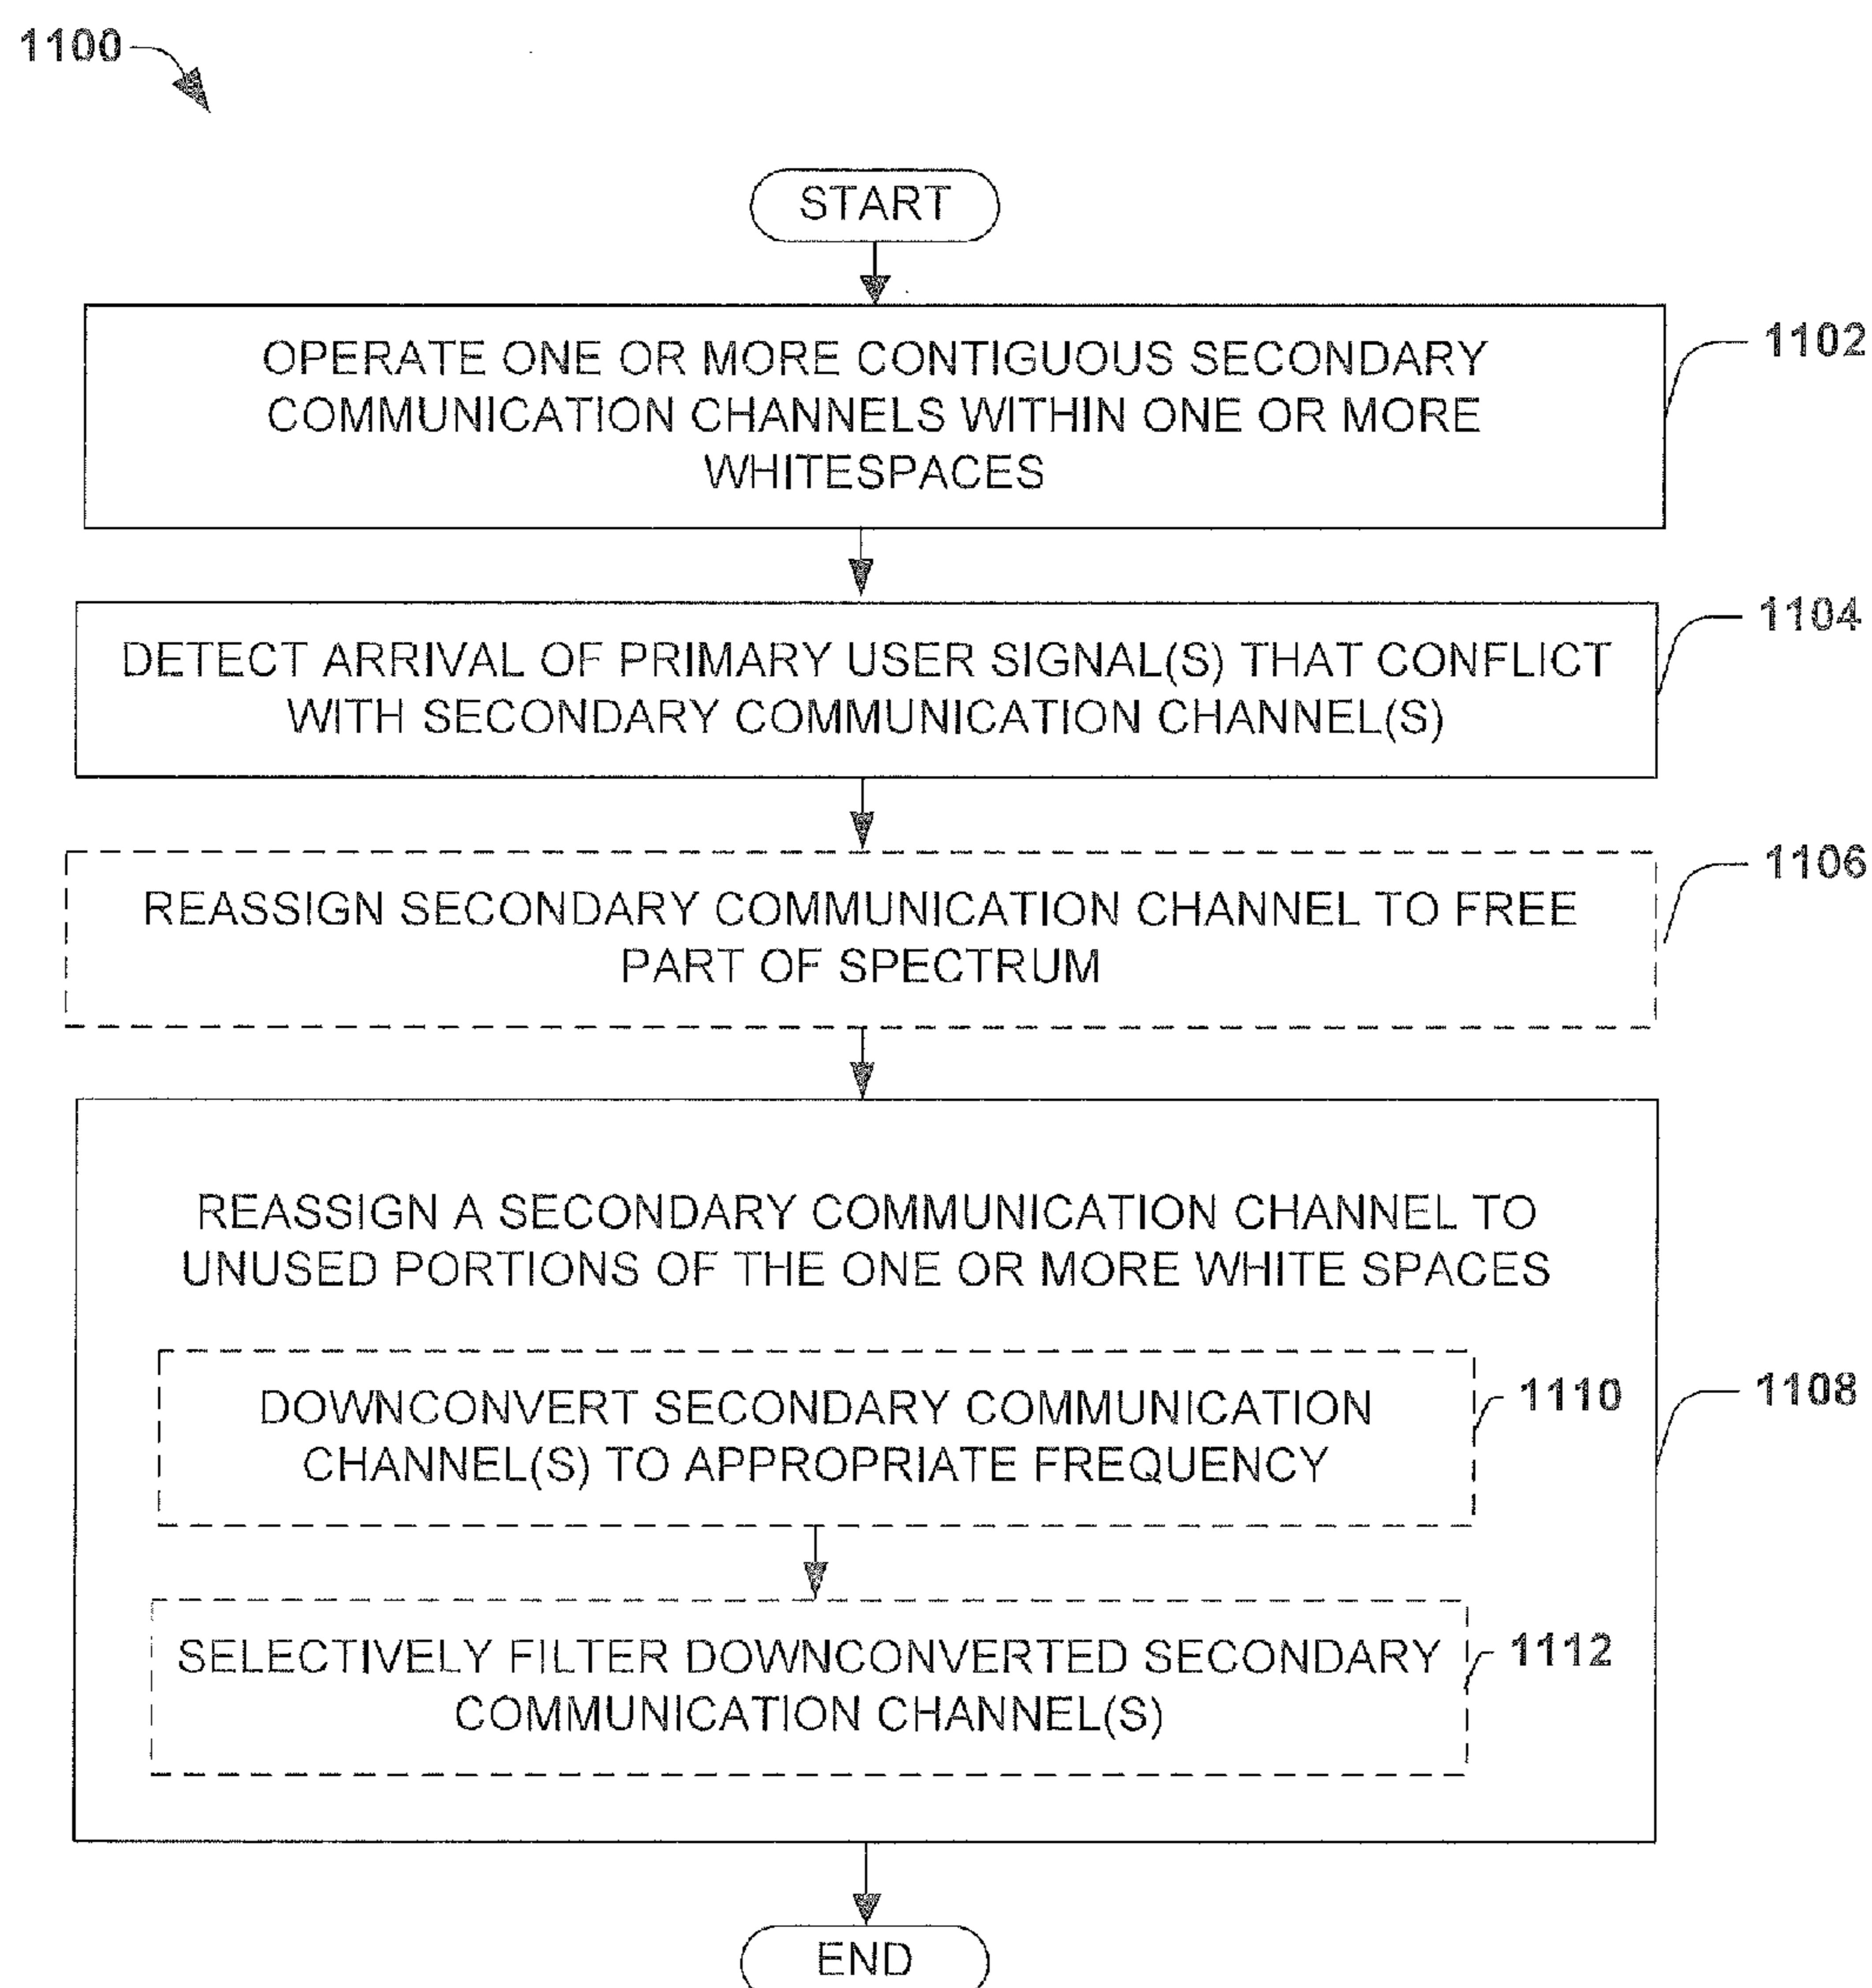 1100
START
OPERATE ONE OR MORE CONTIGUOUS SECONDARY
COMMUNICATION CHANNELS WITHIN ONE OR MORE
WHITESPACES
1102
DETECT ARRIVAL OF PRIMARY USER SIGNAL(S) THAT CONFLICT
WITH SECONDARY COMMUNICATION CHANNEL(S)
1104
REASSIGN SECONDARY COMMUNICATION CHANNEL TO FREE
PART OF SPECTRUM
1106
REASSIGN A SECONDARY COMMUNICATION CHANNEL TO
UNUSED PORTIONS OF THE ONE OR MORE WHITE SPACES
1108
DOWNCONVERT SECONDARY COMMUNICATION
CHANNEL(S) TO APPROPRIATE FREQUENCY
1110
SELECTIVELY FILTER DOWNCONVERTED SECONDARY
COMMUNICATION CHANNEL(S)
1112
END